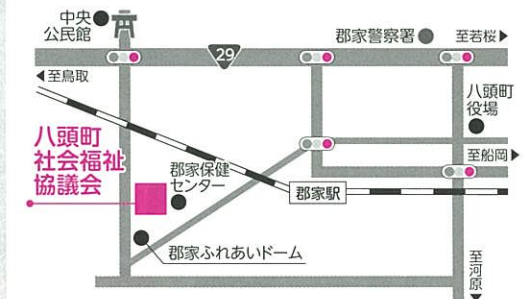 中央
公民館
29
郡家警察署
至若桜
至鳥取
八頭町
役場
八頭町
社会福祉
協議会
郡家保健
センター
至船岡
郡家駅
郡家ふれあいドーム
至河原